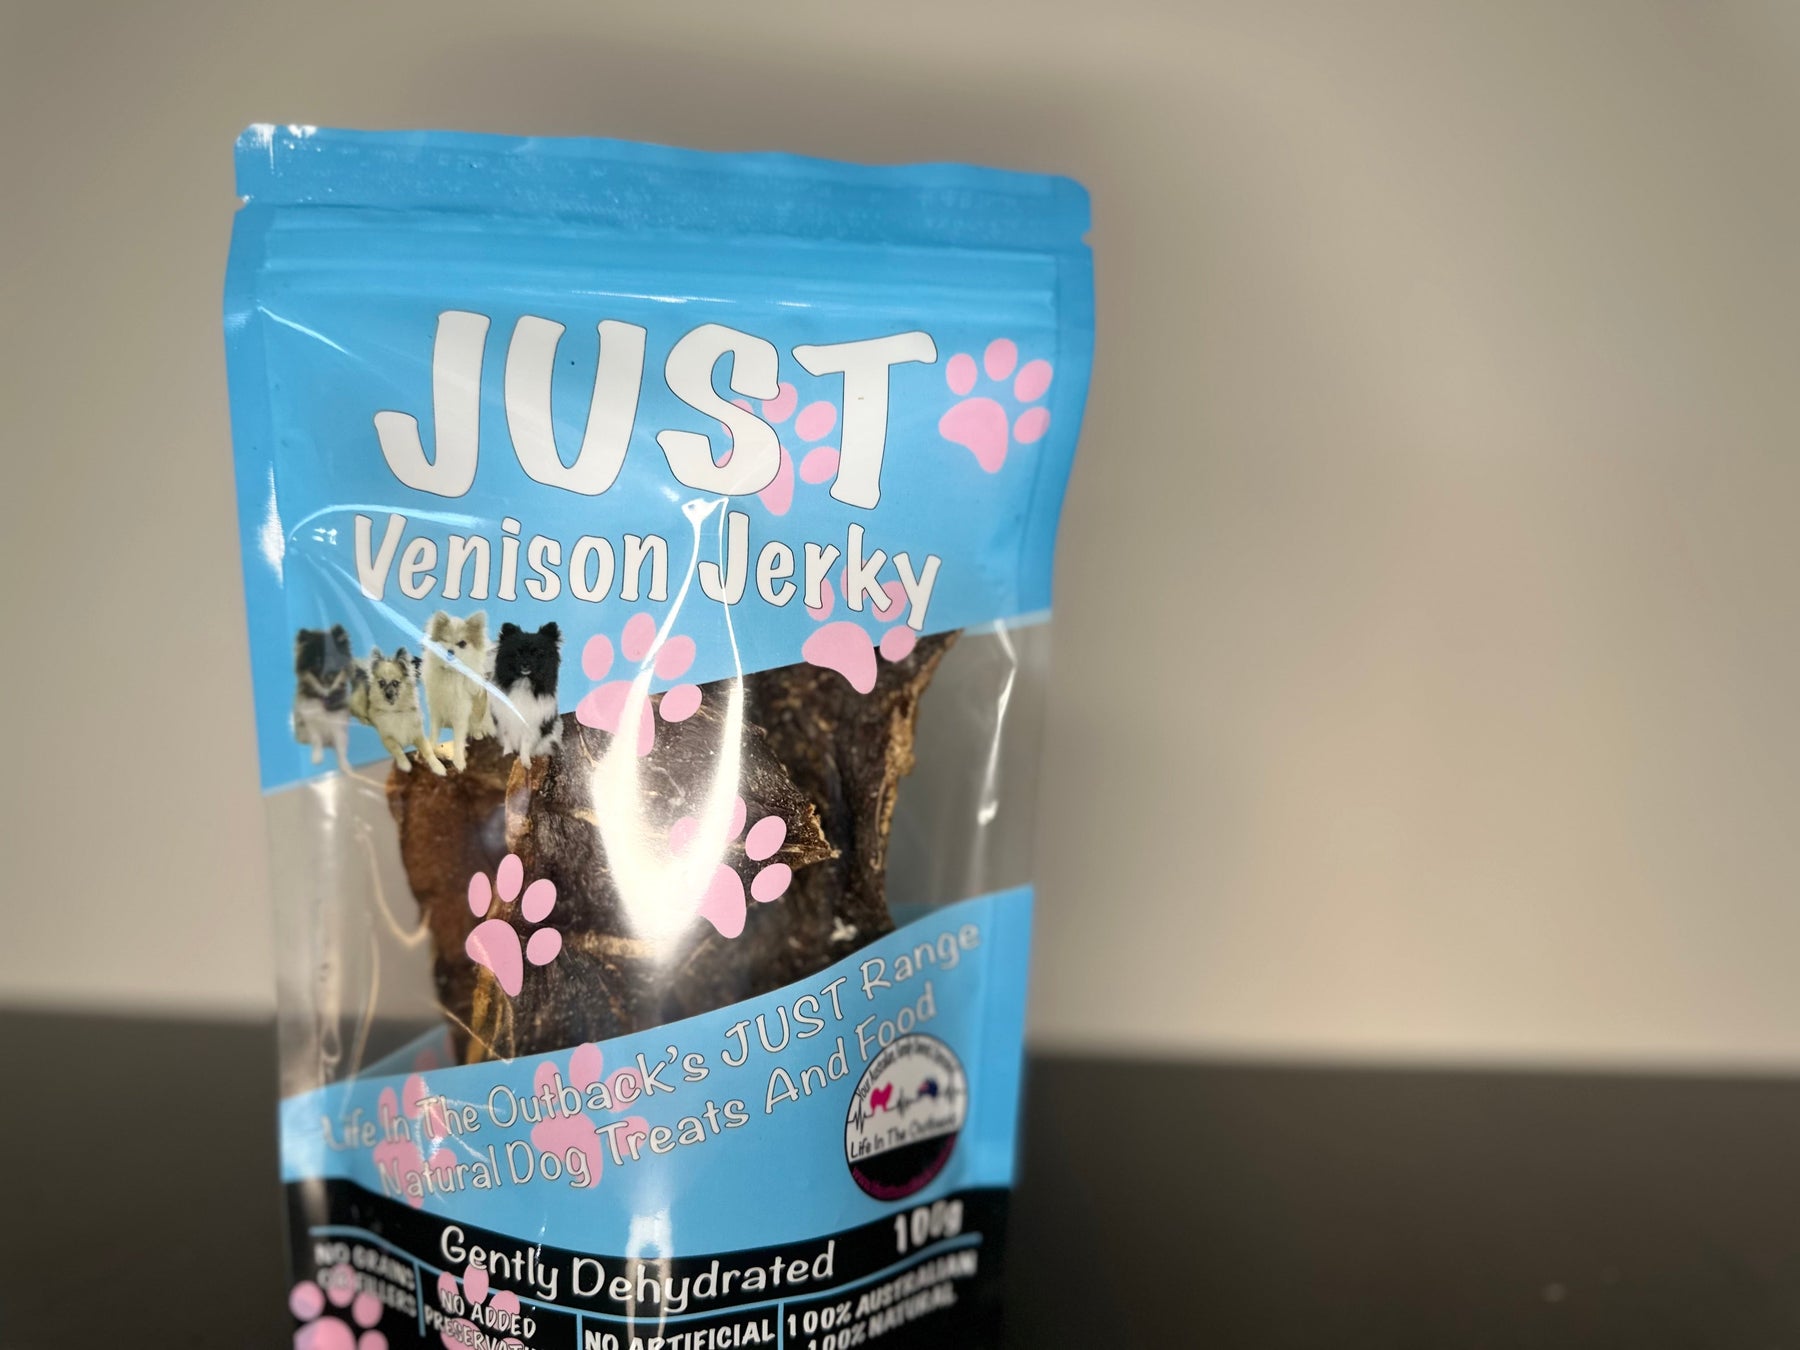 JUST
Venison Jerky
Life In The Outback's JUST Range
Natural Dog Treats And Food
Life In The Outback
100g
Gently Dehydrated
NO GRAINS
OR FILLERS
NO ADDED
NO ARTIFICIAL
100% AUSTRALIAN
100% NATURAL